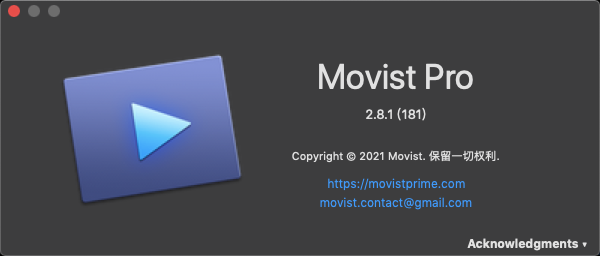 Movist Pro
2.8.1 (181)
Copyright © 2021 Movist. 保留一切权利.
https://movistprime.com
movist.contact@gmail.com
Acknowledgments ▾